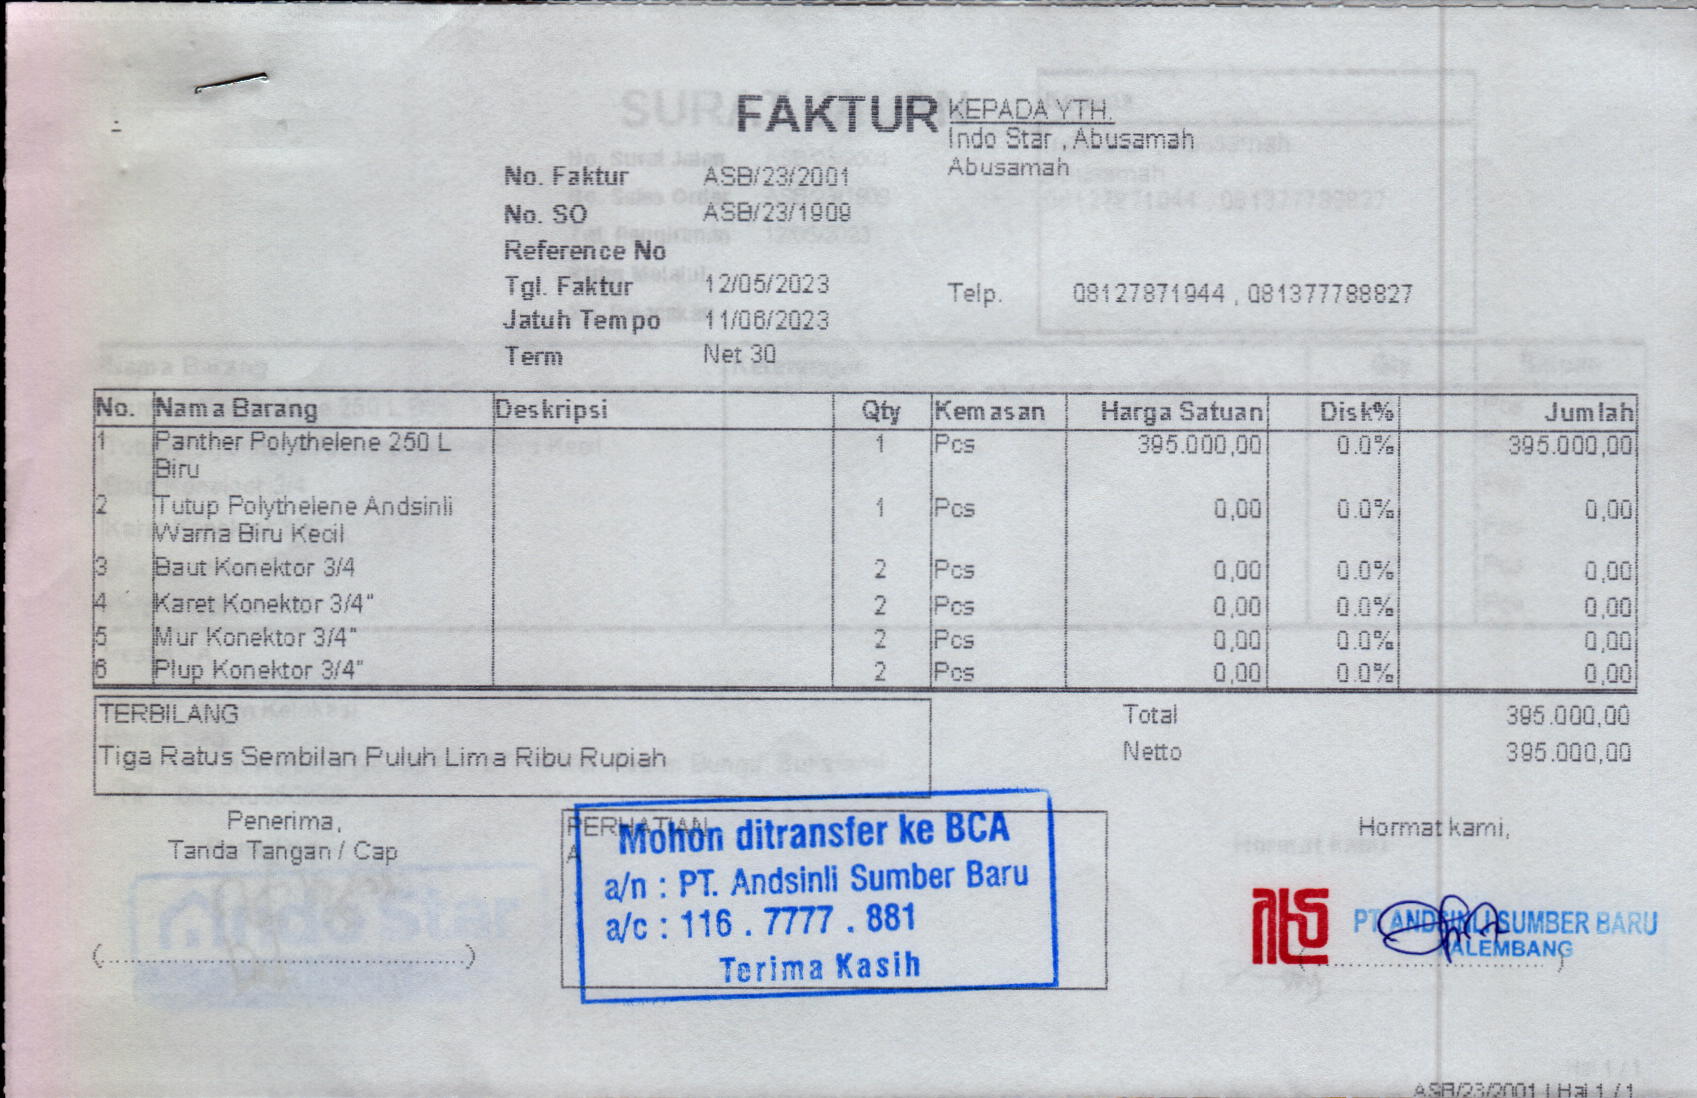 FAKTUR
KEPADA YTH.
Indo Star , Abusamah
Abusamah
No. Faktur ASB/23/2001
No. SO ASB/23/1909
Reference No
Tgl. Faktur 12/05/2023
Jatuh Tempo 11/06/2023
Term Net 30
Telp. 08127871944 , 081377788827
No. Nama Barang Deskripsi Qty Kemasan Harga Satuan Disk% Jumlah
1 Panther Polythelene 250 L 1 Pcs 395.000,00 0.0% 395.000,00
Biru
2 Tutup Polythelene Andsinli 1 Pcs 0,00 0.0% 0,00
Warna Biru Kecil
3 Baut Konektor 3/4 2 Pcs 0,00 0.0% 0,00
4 Karet Konektor 3/4" 2 Pcs 0,00 0.0% 0,00
5 Mur Konektor 3/4" 2 Pcs 0,00 0.0% 0,00
6 Plup Konektor 3/4" 2 Pcs 0,00 0.0% 0,00
TERBILANG
Tiga Ratus Sembilan Puluh Lima Ribu Rupiah
Total 395.000,00
Netto 395.000,00
Penerima,
Tanda Tangan / Cap
(....................................)
Indo Star
PERHATIAN
A
Mohon ditransfer ke BCA
a/n : PT. Andsinli Sumber Baru
a/c : 116 . 7777 . 881
Terima Kasih
Hormat kami,
PT. ANDSINLI SUMBER BARU
PALEMBANG
ASB/23/2001 | Hal 1 / 1